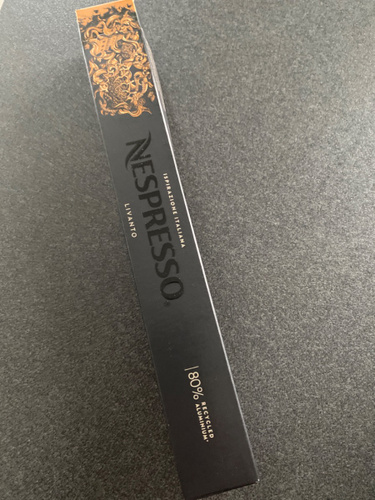 ISPIRAZIONE ITALIANA
NESPRESSO®
LIVANTO
80% RECYCLED
ALUMINIUM*